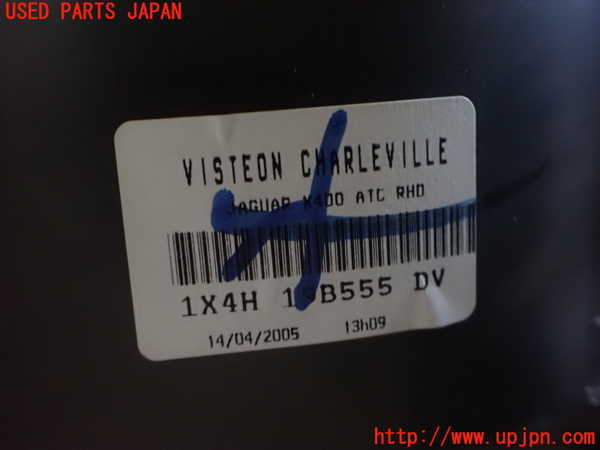 USED PARTS JAPAN
VISTEON CHARLEVILLE
JAGUAR X400 ATC RHD
1X4H 19B555 DV
14/04/2005 13h09
http://www.upjpn.com/